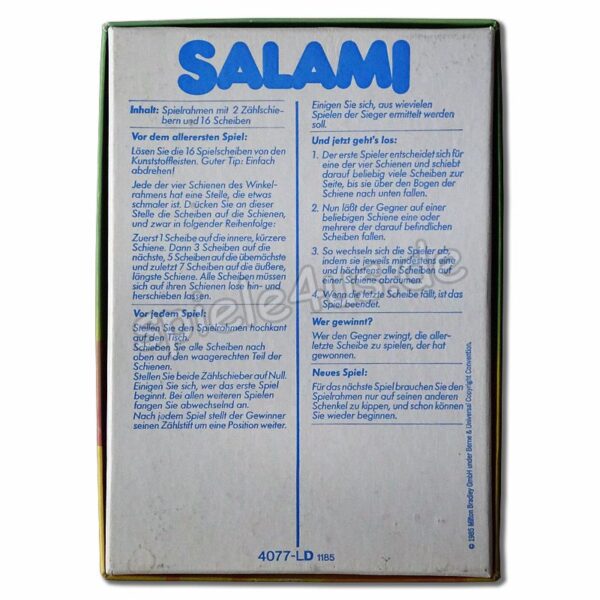 SALAMI
Inhalt: Spielrahmen mit 2 Zählschie-
bern und 16 Scheiben
Vor dem allerersten Spiel:
Lösen Sie die 16 Spielscheiben von den
Kunststoffleisten. Guter Tip: Einfach
abdrehen!
Jede der vier Schienen des Winkel-
rahmens hat eine Stelle, die etwas
schmaler ist. Drücken Sie an dieser
Stelle die Scheiben auf die Schienen,
und zwar in folgender Reihenfolge:
Zuerst 1 Scheibe auf die innere, kürzere
Schiene. Dann 3 Scheiben auf die
nächste, 5 Scheiben auf die übernächste
und zuletzt 7 Scheiben auf die äußere,
längste Schiene. Alle Scheiben müssen
sich auf ihren Schienen lose hin- und
herschieben lassen.
Vor jedem Spiel:
Stellen Sie den Spielrahmen hochkant
auf den Tisch.
Schieben Sie alle Scheiben nach
oben auf den waagerechten Teil der
Schienen.
Stellen Sie beide Zählschieber auf Null.
Einigen Sie sich, wer das erste Spiel
beginnt. Bei allen weiteren Spielen
fangen Sie abwechselnd an.
Nach jedem Spiel stellt der Gewinner
seinen Zählstift um eine Position weiter.
Einigen Sie sich, aus wievielen
Spielen der Sieger ermittelt werden
soll.
Und jetzt geht's los:
1. Der erste Spieler entscheidet sich für
eine der vier Schienen und schiebt
darauf beliebig viele Scheiben zur
Seite, bis sie über den Bogen der
Schiene nach unten fallen.
2. Nun läßt der Gegner auf einer
beliebigen Schiene eine oder
mehrere der darauf befindlichen
Scheiben fallen.
3. So wechseln sich die Spieler ab,
indem sie jeweils mindestens eine
und höchstens alle Scheiben auf
einer Schiene abräumen.
4. Wenn die letzte Scheibe fällt, ist das
Spiel beendet.
Wer gewinnt?
Wer den Gegner zwingt, die aller-
letzte Scheibe zu spielen, der hat
gewonnen.
Neues Spiel:
Für das nächste Spiel brauchen Sie den
Spielrahmen nur auf seinen anderen
Schenkel zu kippen, und schon können
Sie wieder beginnen.
© 1985 Milton Bradley GmbH under Berne & Universal Copyright Convention.
4077-LD 1185
spiele4us.de